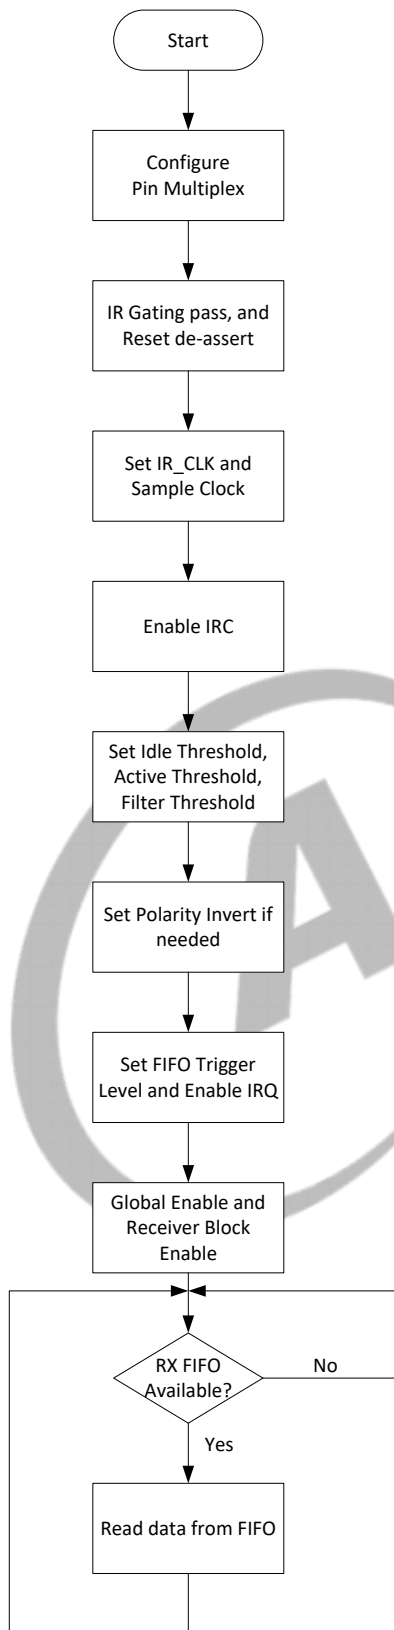 Start
Configure
Pin Multiplex
IR Gating pass, and
Reset de-assert
Set IR_CLK and
Sample Clock
Enable IRC
Set Idle Threshold,
Active Threshold,
Filter Threshold
Set Polarity Invert if
needed
Set FIFO Trigger
Level and Enable IRQ
Global Enable and
Receiver Block
Enable
RX FIFO
Available?
No
Yes
Read data from FIFO